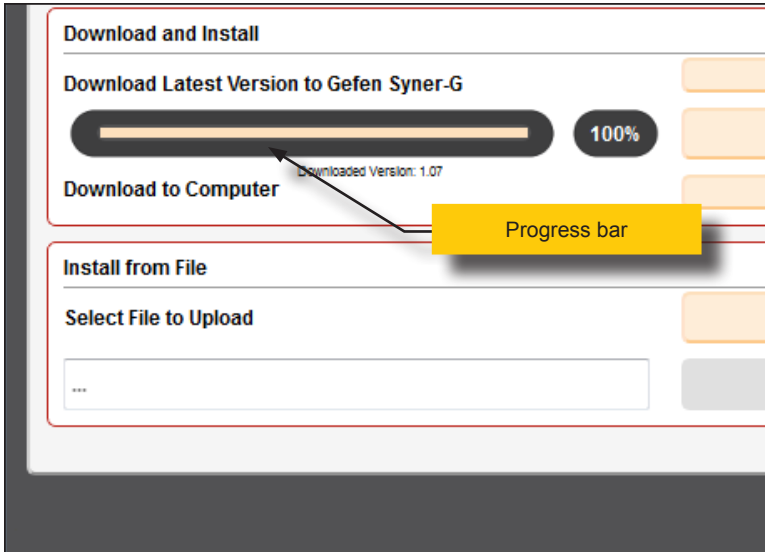 Download and Install
Download Latest Version to Gefen Syner-G
100%
Downloaded Version: 1.07
Download to Computer
Progress bar
Install from File
Select File to Upload
...